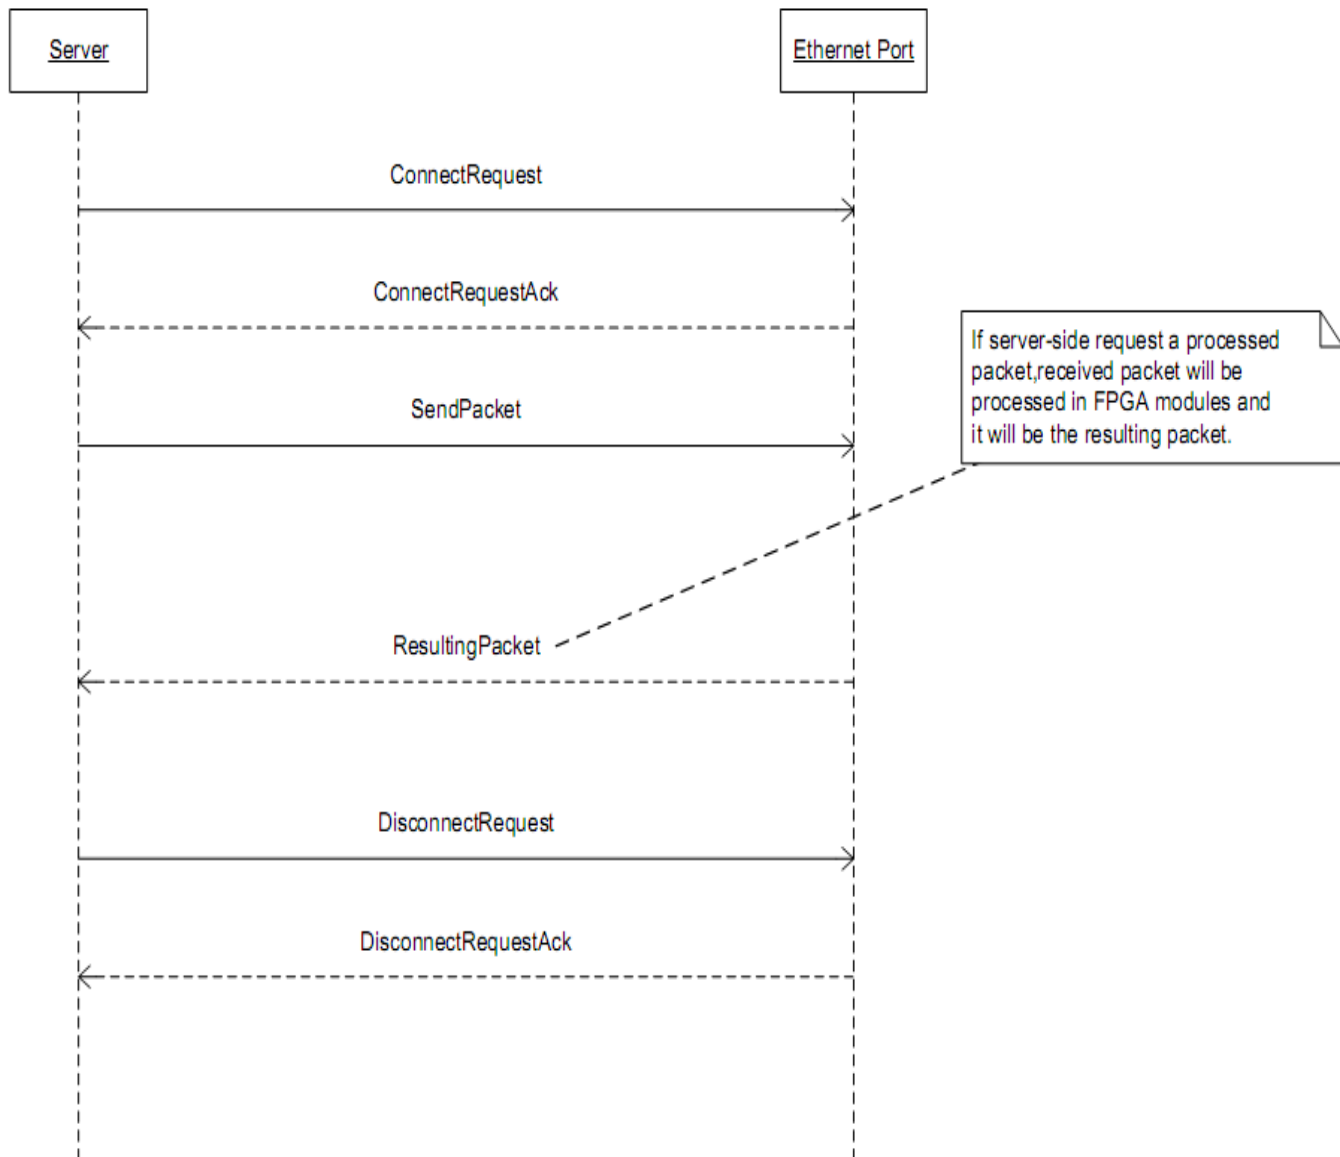 Server
Ethernet Port
ConnectRequest
ConnectRequestAck
If server-side request a processed
packet,received packet will be
processed in FPGA modules and
it will be the resulting packet.
SendPacket
ResultingPacket
DisconnectRequest
DisconnectRequestAck